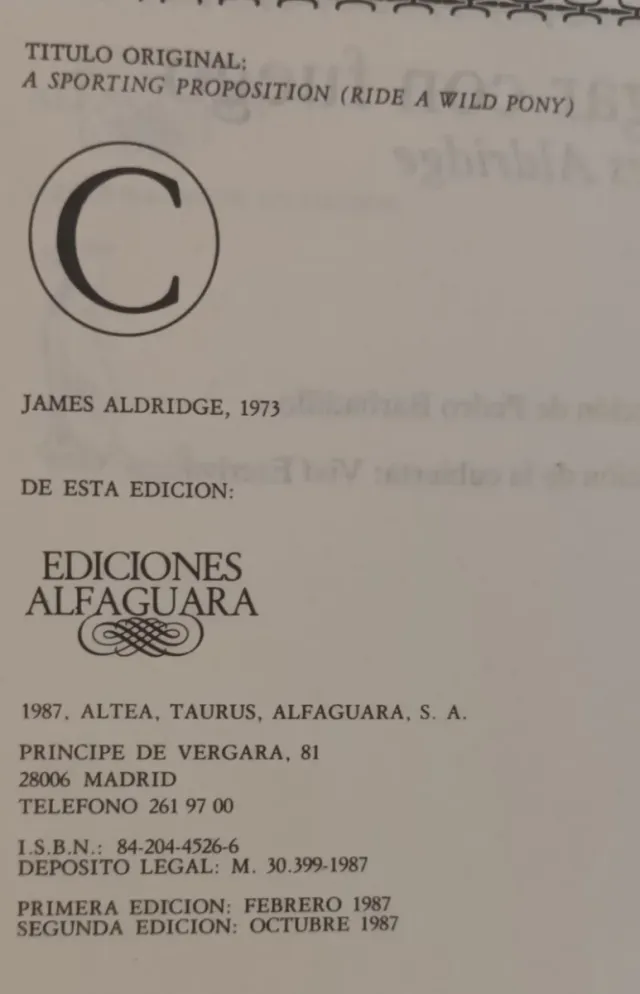 TITULO ORIGINAL:
A SPORTING PROPOSITION (RIDE A WILD PONY)
C
JAMES ALDRIDGE, 1973
DE ESTA EDICION:
EDICIONES
ALFAGUARA
1987, ALTEA, TAURUS, ALFAGUARA, S. A.
PRINCIPE DE VERGARA, 81
28006 MADRID
TELEFONO 261 97 00
I.S.B.N.: 84-204-4526-6
DEPOSITO LEGAL: M. 30.399-1987
PRIMERA EDICION: FEBRERO 1987
SEGUNDA EDICION: OCTUBRE 1987